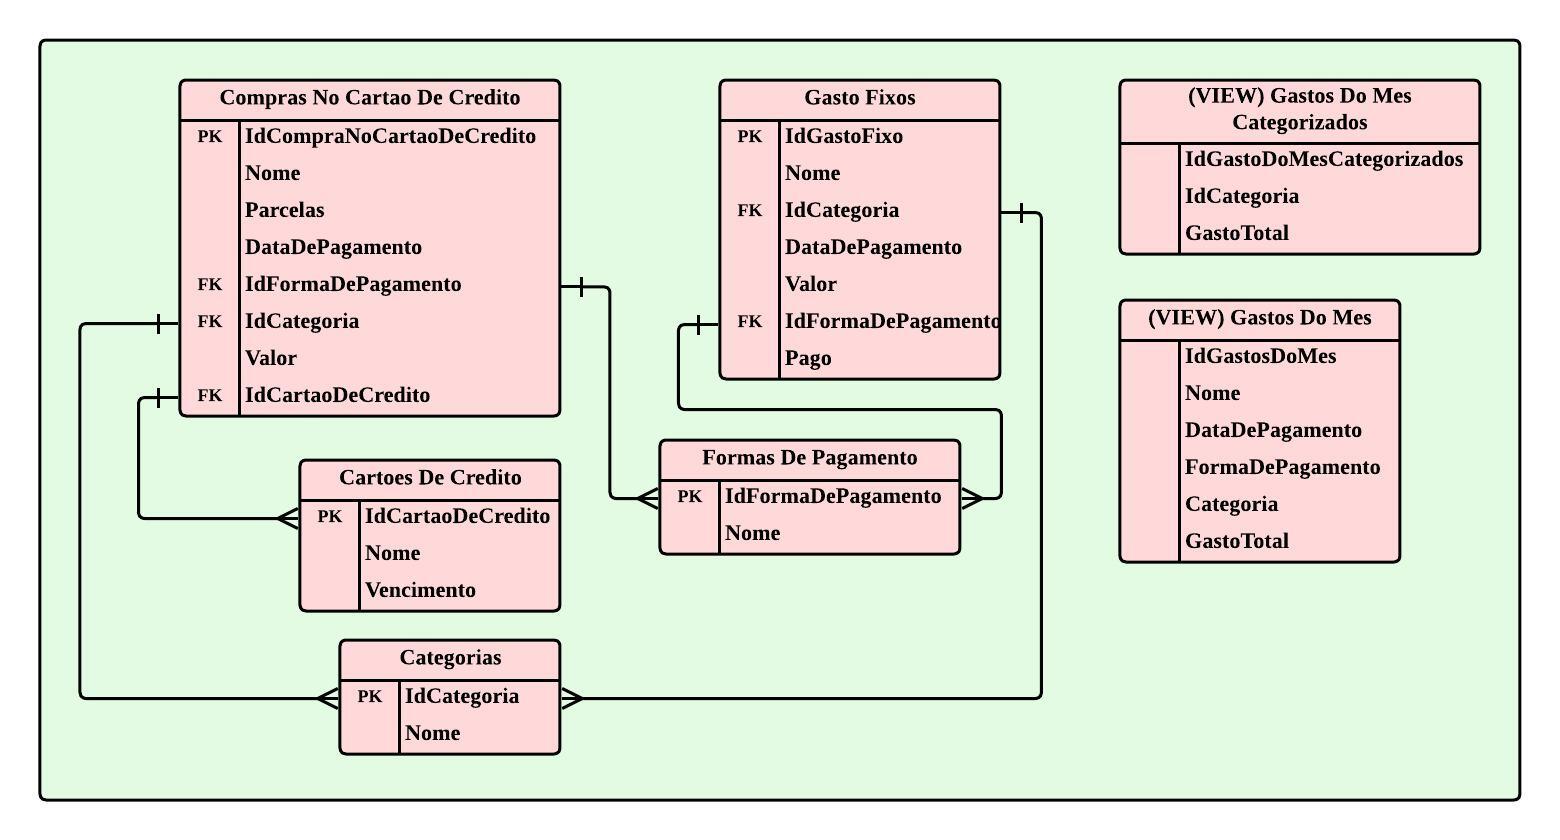 Compras No Cartao De Credito
PK IdCompraNoCartaoDeCredito
Nome
Parcelas
DataDePagamento
FK IdFormaDePagamento
FK IdCategoria
Valor
FK IdCartaoDeCredito
Gasto Fixos
PK IdGastoFixo
Nome
FK IdCategoria
DataDePagamento
Valor
FK IdFormaDePagamento
Pago
(VIEW) Gastos Do Mes
Categorizados
IdGastoDoMesCategorizados
IdCategoria
GastoTotal
(VIEW) Gastos Do Mes
IdGastosDoMes
Nome
DataDePagamento
FormaDePagamento
Categoria
GastoTotal
Cartoes De Credito
PK IdCartaoDeCredito
Nome
Vencimento
Formas De Pagamento
PK IdFormaDePagamento
Nome
Categorias
PK IdCategoria
Nome